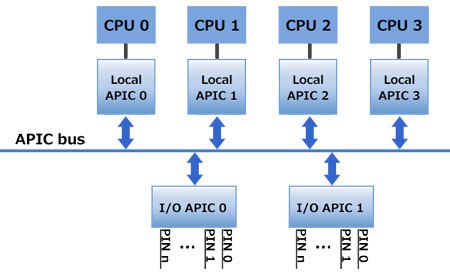 CPU 0 CPU 1 CPU 2 CPU 3
Local Local Local Local
APIC 0 APIC 1 APIC 2 APIC 3
APIC bus
I/O APIC 0 I/O APIC 1
PIN n ... PIN 1 PIN 0 PIN n ... PIN 1 PIN 0